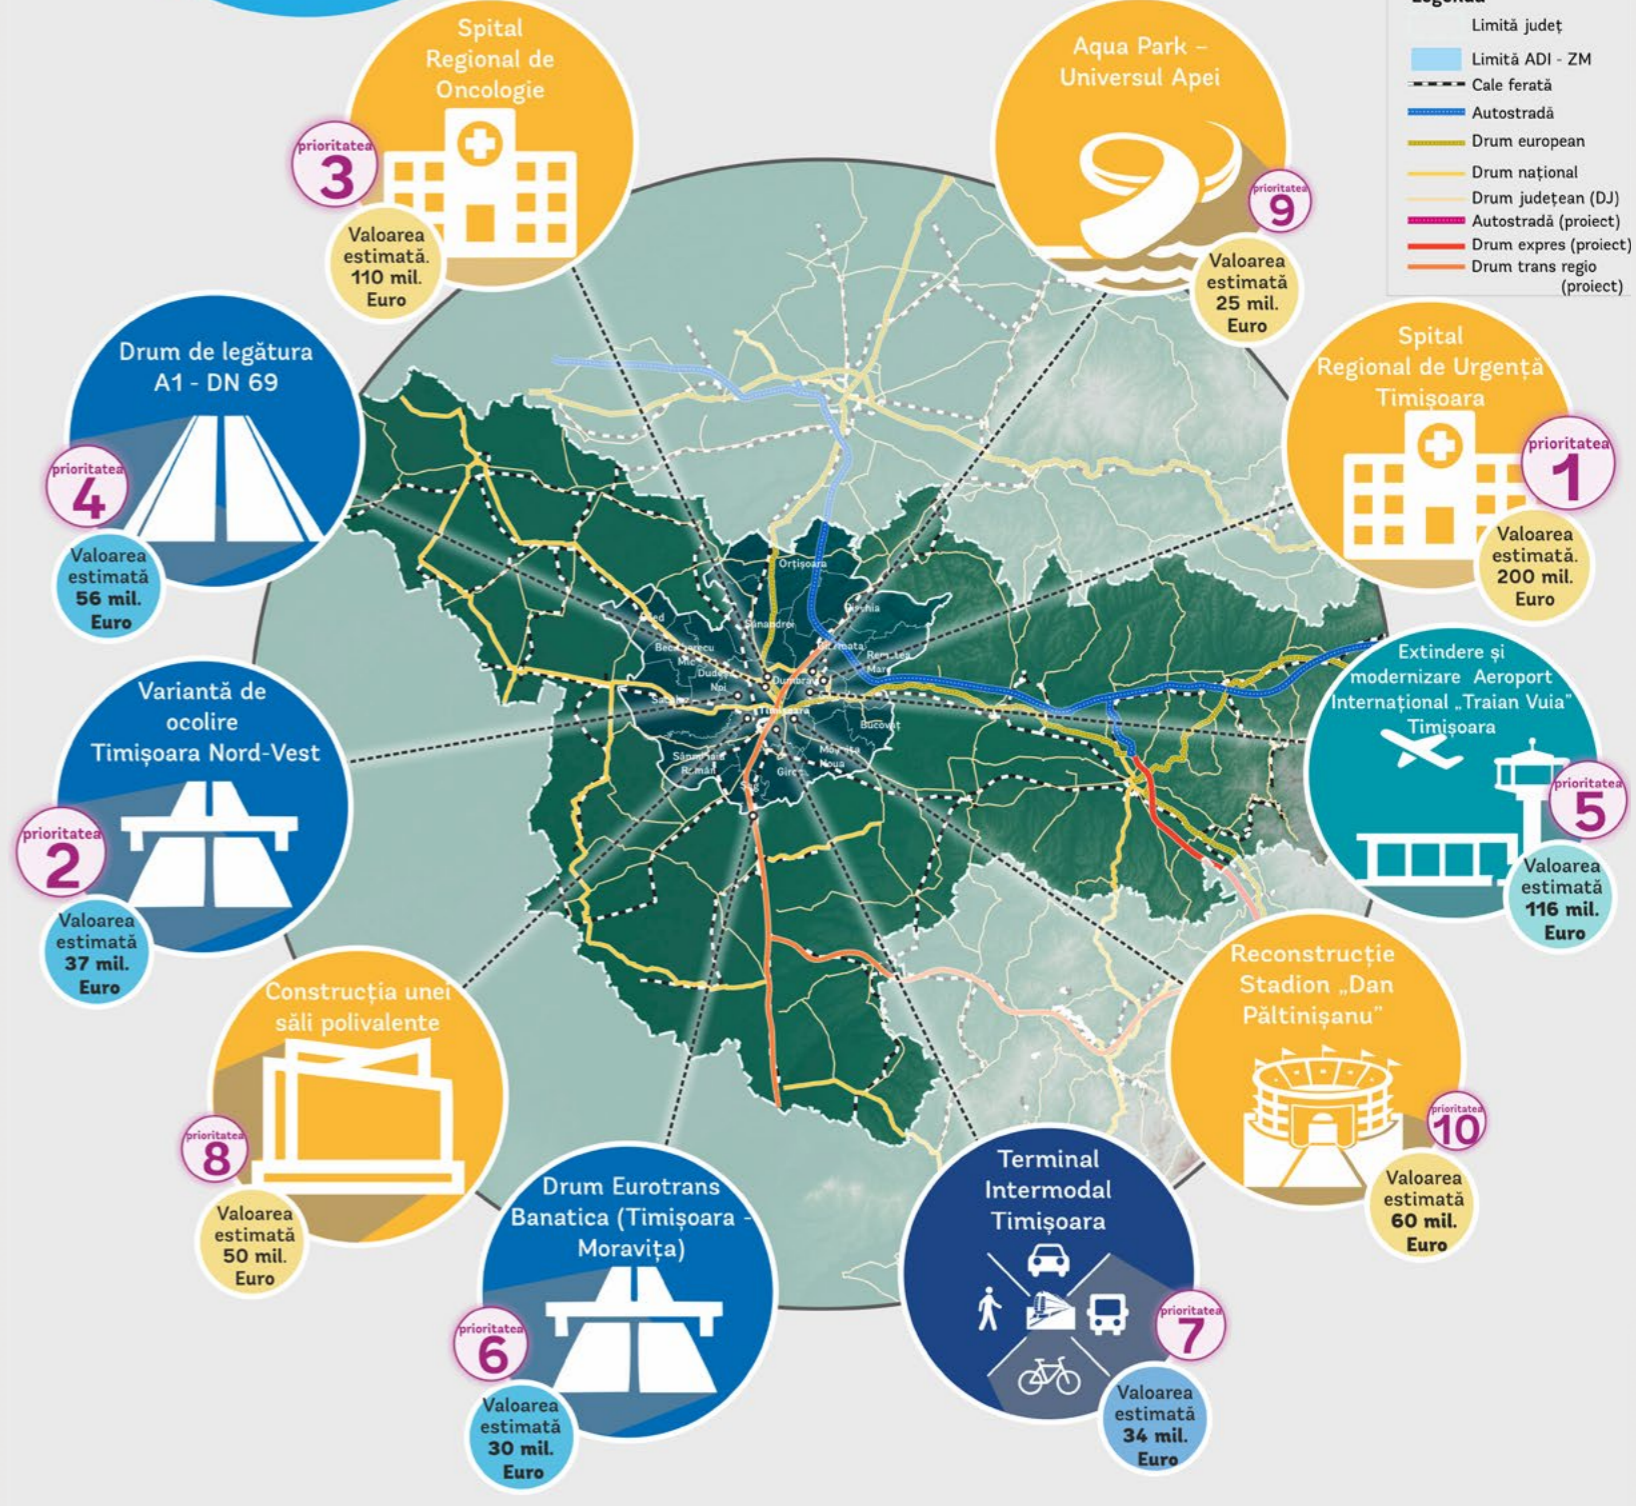 Spital
Regional de
Oncologie
prioritatea
3
Valoarea
estimată.
110 mil.
Euro
Aqua Park –
Universul Apei
prioritatea
9
Valoarea
estimată
25 mil.
Euro
Legenda
Limită județ
Limită ADI - ZM
Cale ferată
Autostradă
Drum european
Drum național
Drum județean (DJ)
Autostradă (proiect)
Drum expres (proiect)
Drum trans regio
(proiect)
Drum de legătura
A1 - DN 69
prioritatea
4
Valoarea
estimată
56 mil.
Euro
Spital
Regional de Urgență
Timișoara
prioritatea
1
Valoarea
estimată.
200 mil.
Euro
Orțișoara
Sânandrei
Noi
Timișoara
Bucovăț
Noua
Variantă de
ocolire
Timișoara Nord-Vest
prioritatea
2
Valoarea
estimată
37 mil.
Euro
Extindere și
modernizare Aeroport
Internațional „Traian Vuia”
Timișoara
prioritatea
5
Valoarea
estimată
116 mil.
Euro
Construcția unei
săli polivalente
prioritatea
8
Valoarea
estimată
50 mil.
Euro
Reconstrucție
Stadion „Dan
Păltinișanu”
prioritatea
10
Valoarea
estimată
60 mil.
Euro
Drum Eurotrans
Banatica (Timișoara -
Moravița)
prioritatea
6
Valoarea
estimată
30 mil.
Euro
Terminal
Intermodal
Timișoara
prioritatea
7
Valoarea
estimată
34 mil.
Euro